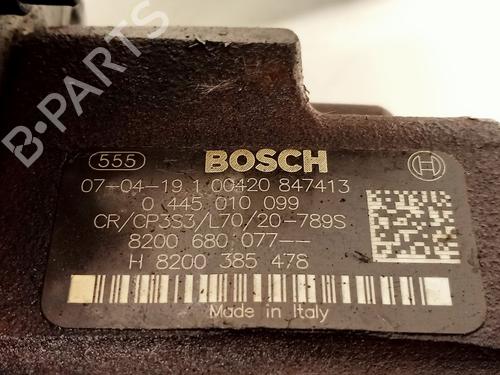 B-PARTS
555 BOSCH
07-04-19.1 00420 847413
0 445 010 099
CR/CP3S3/L70/20-789S
8200 680 077--
H 8200 385 478
Made in Italy